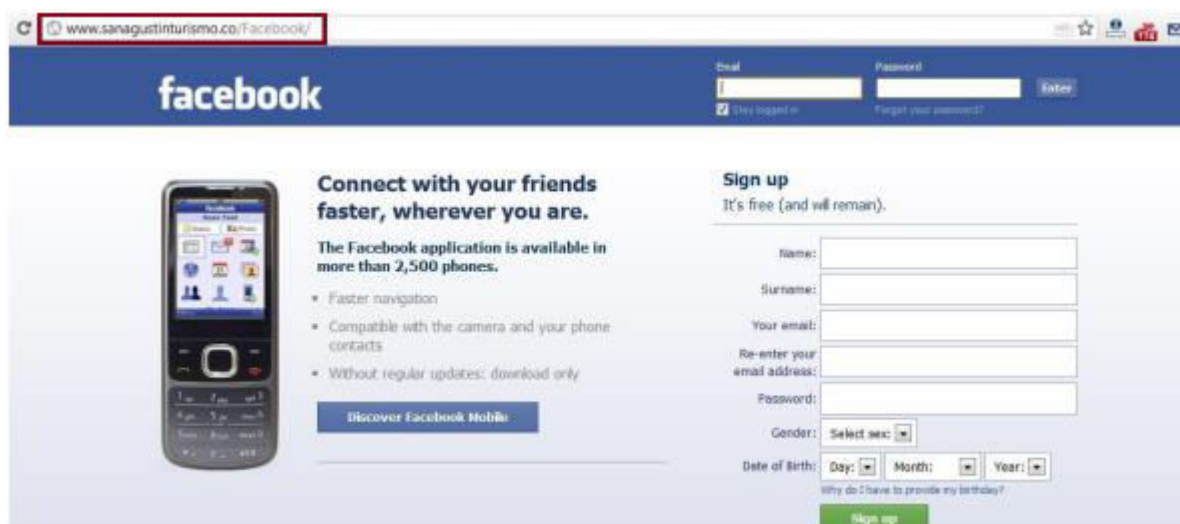 www.sanagustinturismo.co/Facebook/
facebook
Email
Password
Enter
Stay logged in
Forgot your password?
Connect with your friends
faster, wherever you are.
The Facebook application is available in
more than 2,500 phones.
Faster navigation
Compatible with the camera and your phone
contacts
Without regular updates: download only
Discover Facebook Mobile
Sign up
It's free (and will remain).
Name:
Surname:
Your email:
Re-enter your
email address:
Password:
Gender: Select sex:
Date of Birth: Day: Month: Year:
Why do I have to provide my birthday?
Sign up